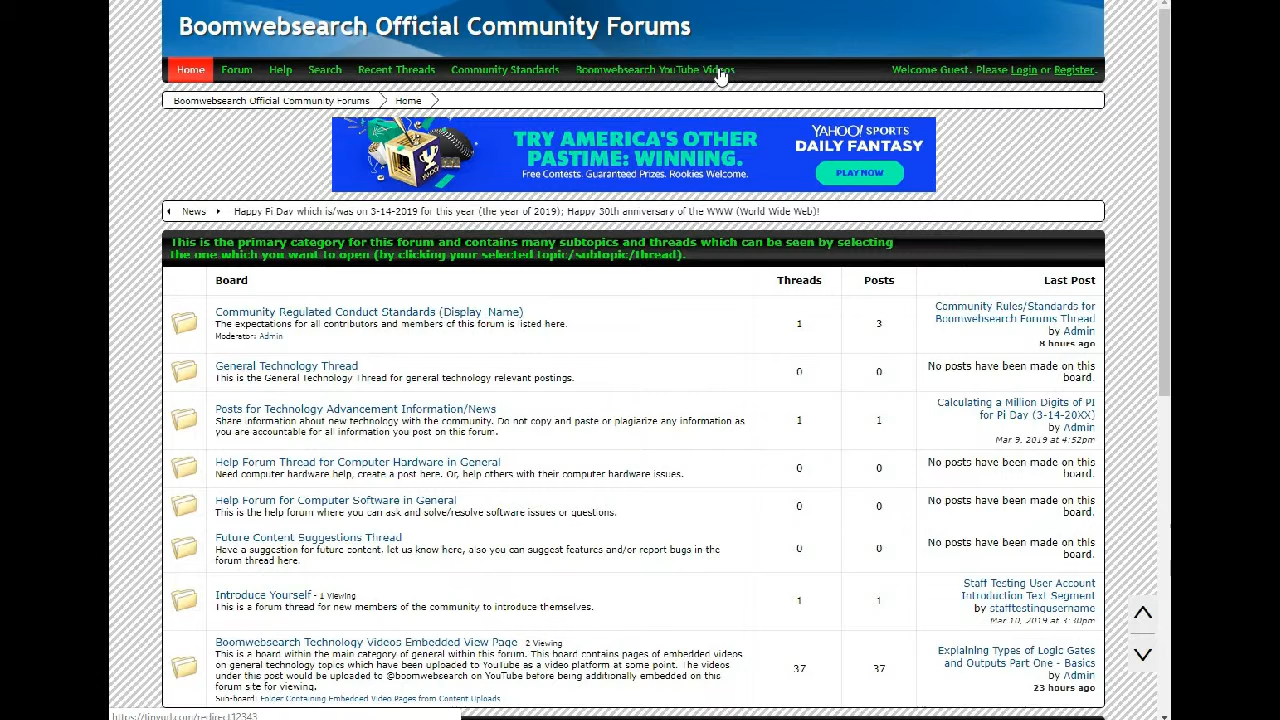 Boomwebsearch Official Community Forums
Home Forum Help Search Recent Threads Community Standards Boomwebsearch YouTube Videos Welcome Guest. Please Login or Register.
Boomwebsearch Official Community Forums Home
TRY AMERICA'S OTHER
PASTIME: WINNING.
Free Contests. Guaranteed Prizes. Rookies Welcome.
YAHOO! SPORTS
DAILY FANTASY
PLAY NOW
News Happy Pi Day which is/was on 3-14-2019 for this year (the year of 2019); Happy 30th anniversary of the WWW (World Wide Web)!
This is the primary category for this forum and contains many subtopics and threads which can be seen by selecting
the one which you want to open (by clicking your selected topic/subtopic/thread).
Board Threads Posts Last Post
Community Regulated Conduct Standards (Display Name)
The expectations for all contributors and members of this forum is listed here.
Moderator: Admin
1 3
Community Rules/Standards for
Boomwebsearch Forums Thread
by Admin
8 hours ago
General Technology Thread
This is the General Technology Thread for general technology relevant postings.
0 0
No posts have been made on this
board.
Posts for Technology Advancement Information/News
Share information about new technology with the community. Do not copy and paste or plagiarize any information as
you are accountable for all information you post on this forum.
1 1
Calculating a Million Digits of PI
for Pi Day (3-14-20XX)
by Admin
Mar 9, 2019 at 4:52pm
Help Forum Thread for Computer Hardware in General
Need computer hardware help, create a post here. Or, help others with their computer hardware issues.
0 0
No posts have been made on this
board.
Help Forum for Computer Software in General
This is the help forum where you can ask and solve/resolve software issues or questions.
0 0
No posts have been made on this
board.
Future Content Suggestions Thread
Have a suggestion for future content, let us know here, also you can suggest features and/or report bugs in the
forum thread here.
0 0
No posts have been made on this
board.
Introduce Yourself - 1 Viewing
This is a forum thread for new members of the community to introduce themselves.
1 1
Staff Testing User Account
Introduction Text Segment
by stafftestingusername
Mar 10, 2019 at 3:30pm
Boomwebsearch Technology Videos Embedded View Page - 2 Viewing
This is a board within the main category of general within this forum. This board contains pages of embedded videos
on general technology topics which have been uploaded to YouTube as a video platform at some point. The videos
under this post would be uploaded to @boomwebsearch on YouTube before being additionally embedded on this
forum site for viewing.
Sub-board: Folder Containing Embedded Video Pages from Content Uploads
37 37
Explaining Types of Logic Gates
and Outputs Part One - Basics
by Admin
23 hours ago
https://tinyurl.com/redirect12343